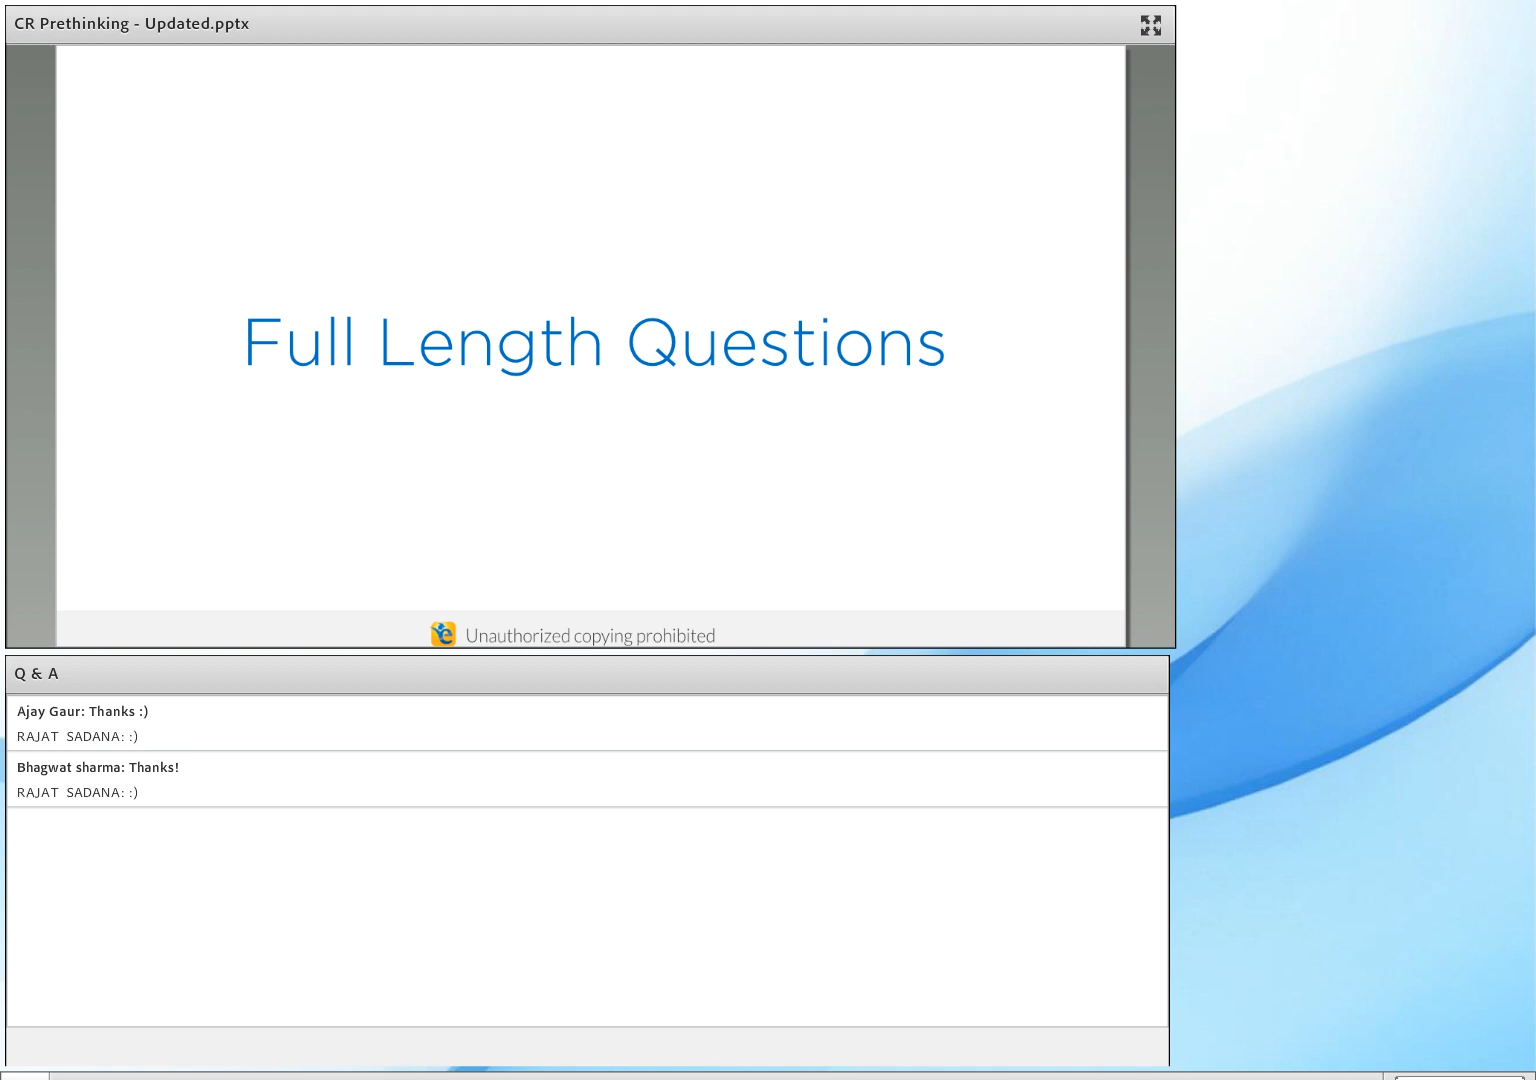 CR Prethinking - Updated.pptx
Full Length Questions
Unauthorized copying prohibited
Q & A
Ajay Gaur: Thanks :)
RAJAT SADANA: :)
Bhagwat sharma: Thanks!
RAJAT SADANA: :)